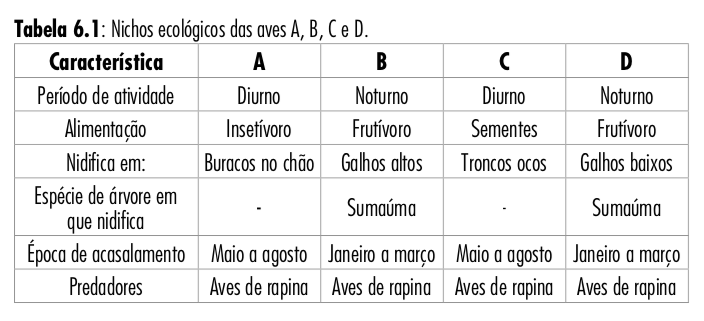 Tabela 6.1: Nichos ecológicos das aves A, B, C e D.
Característica A B C D
Período de atividade Diurno Noturno Diurno Noturno
Alimentação Insetívoro Frutívoro Sementes Frutívoro
Nidifica em: Buracos no chão Galhos altos Troncos ocos Galhos baixos
Espécie de árvore em
que nidifica - Sumaúma - Sumaúma
Época de acasalamento Maio a agosto Janeiro a março Maio a agosto Janeiro a março
Predadores Aves de rapina Aves de rapina Aves de rapina Aves de rapina